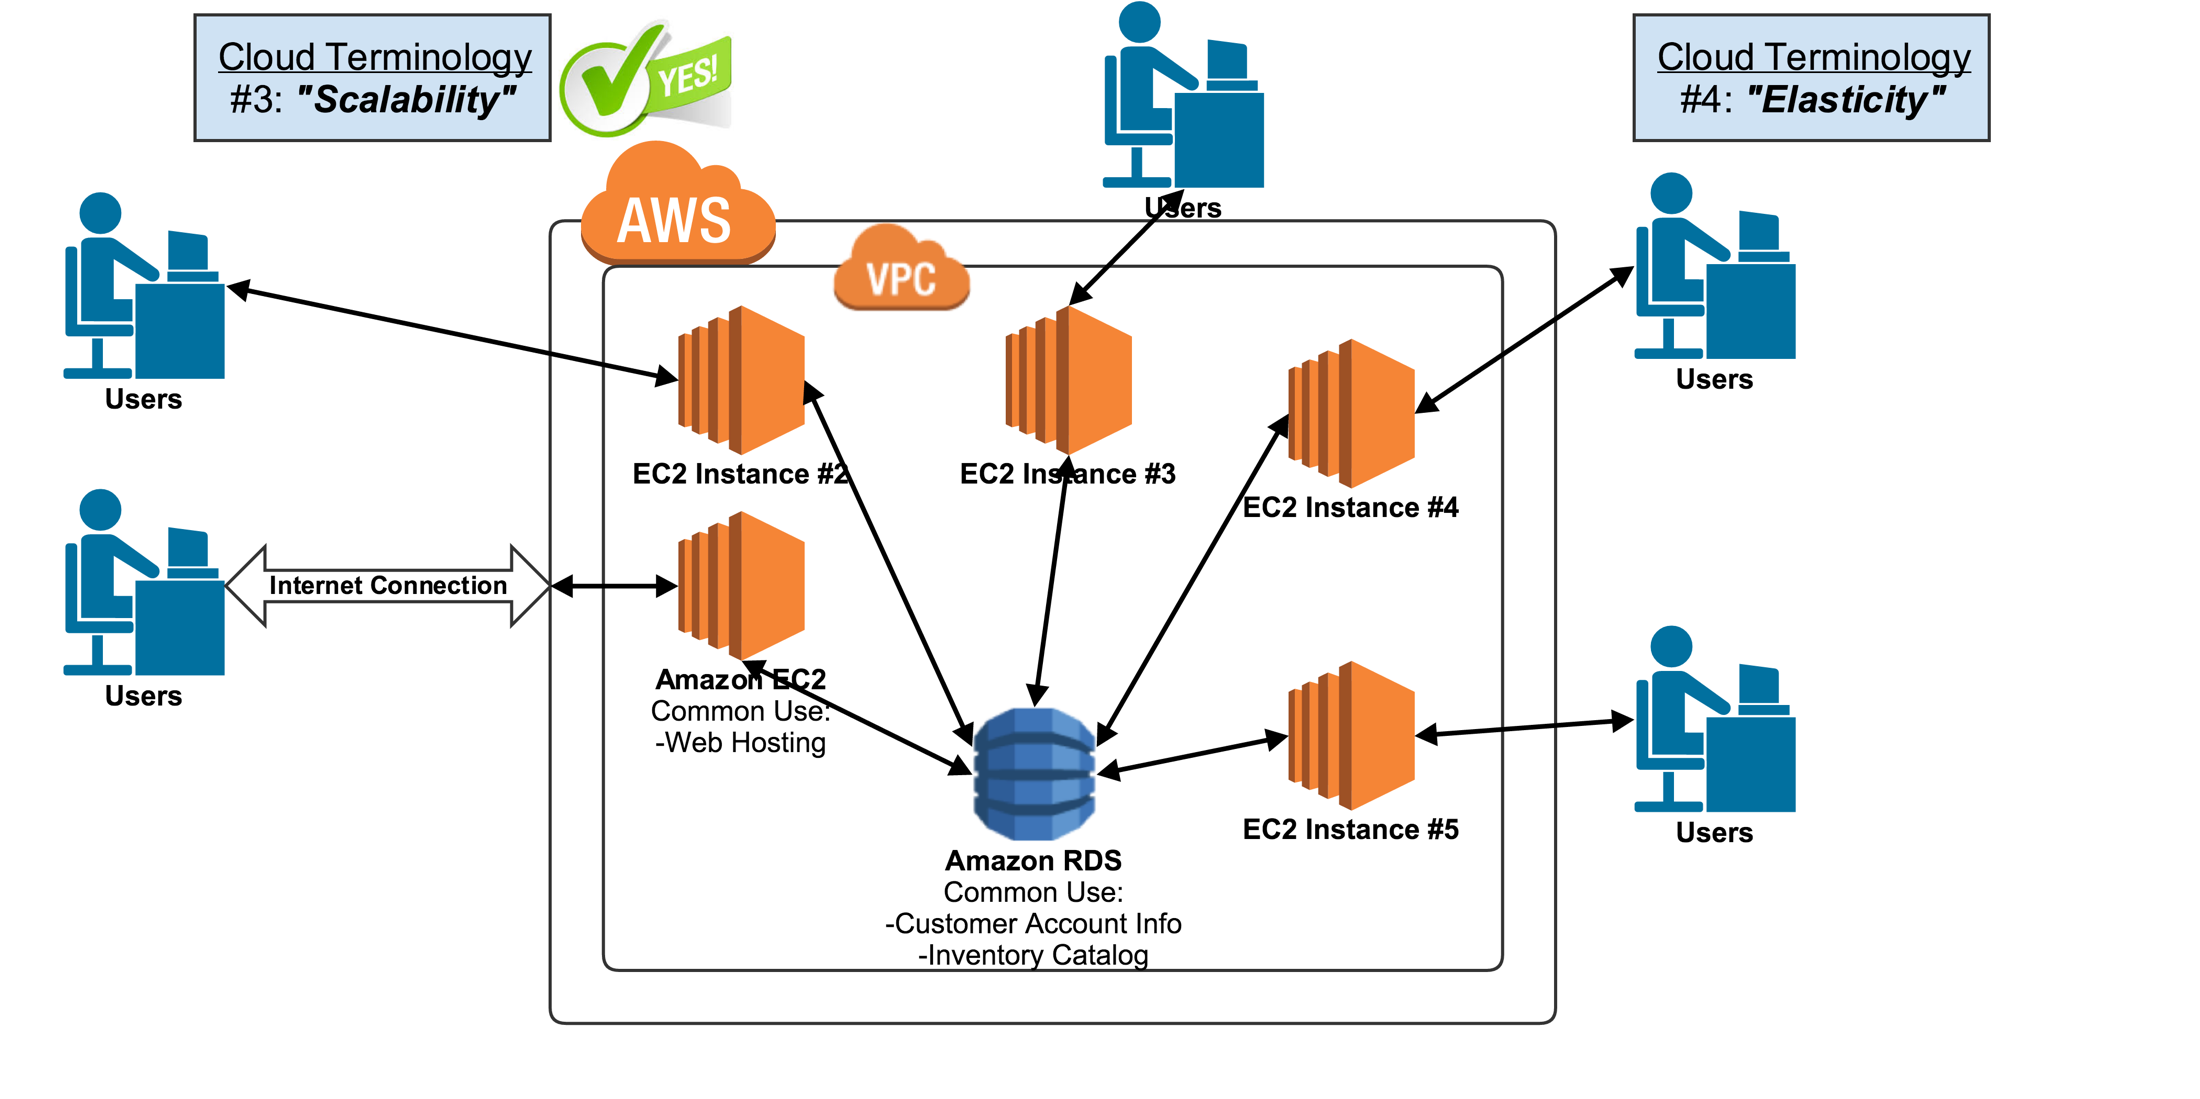 Cloud Terminology
#3: "Scalability"
YES!
Cloud Terminology
#4: "Elasticity"
Users
AWS
VPC
Users
Users
EC2 Instance #2
EC2 Instance #3
EC2 Instance #4
Internet Connection
Users
Amazon EC2
Common Use:
-Web Hosting
EC2 Instance #5
Users
Amazon RDS
Common Use:
-Customer Account Info
-Inventory Catalog